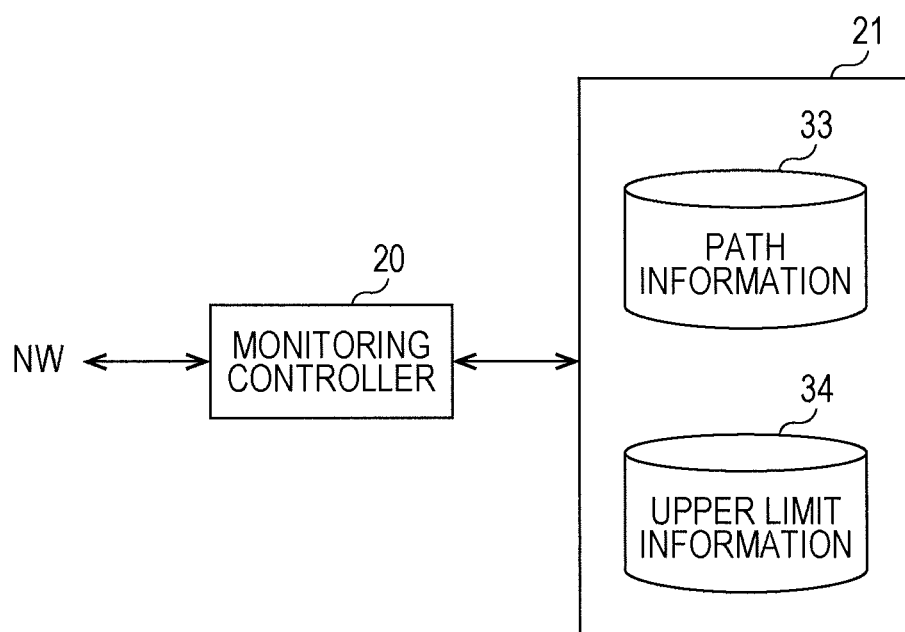 21
33
PATH
INFORMATION
20
NW
MONITORING
CONTROLLER
34
UPPER LIMIT
INFORMATION